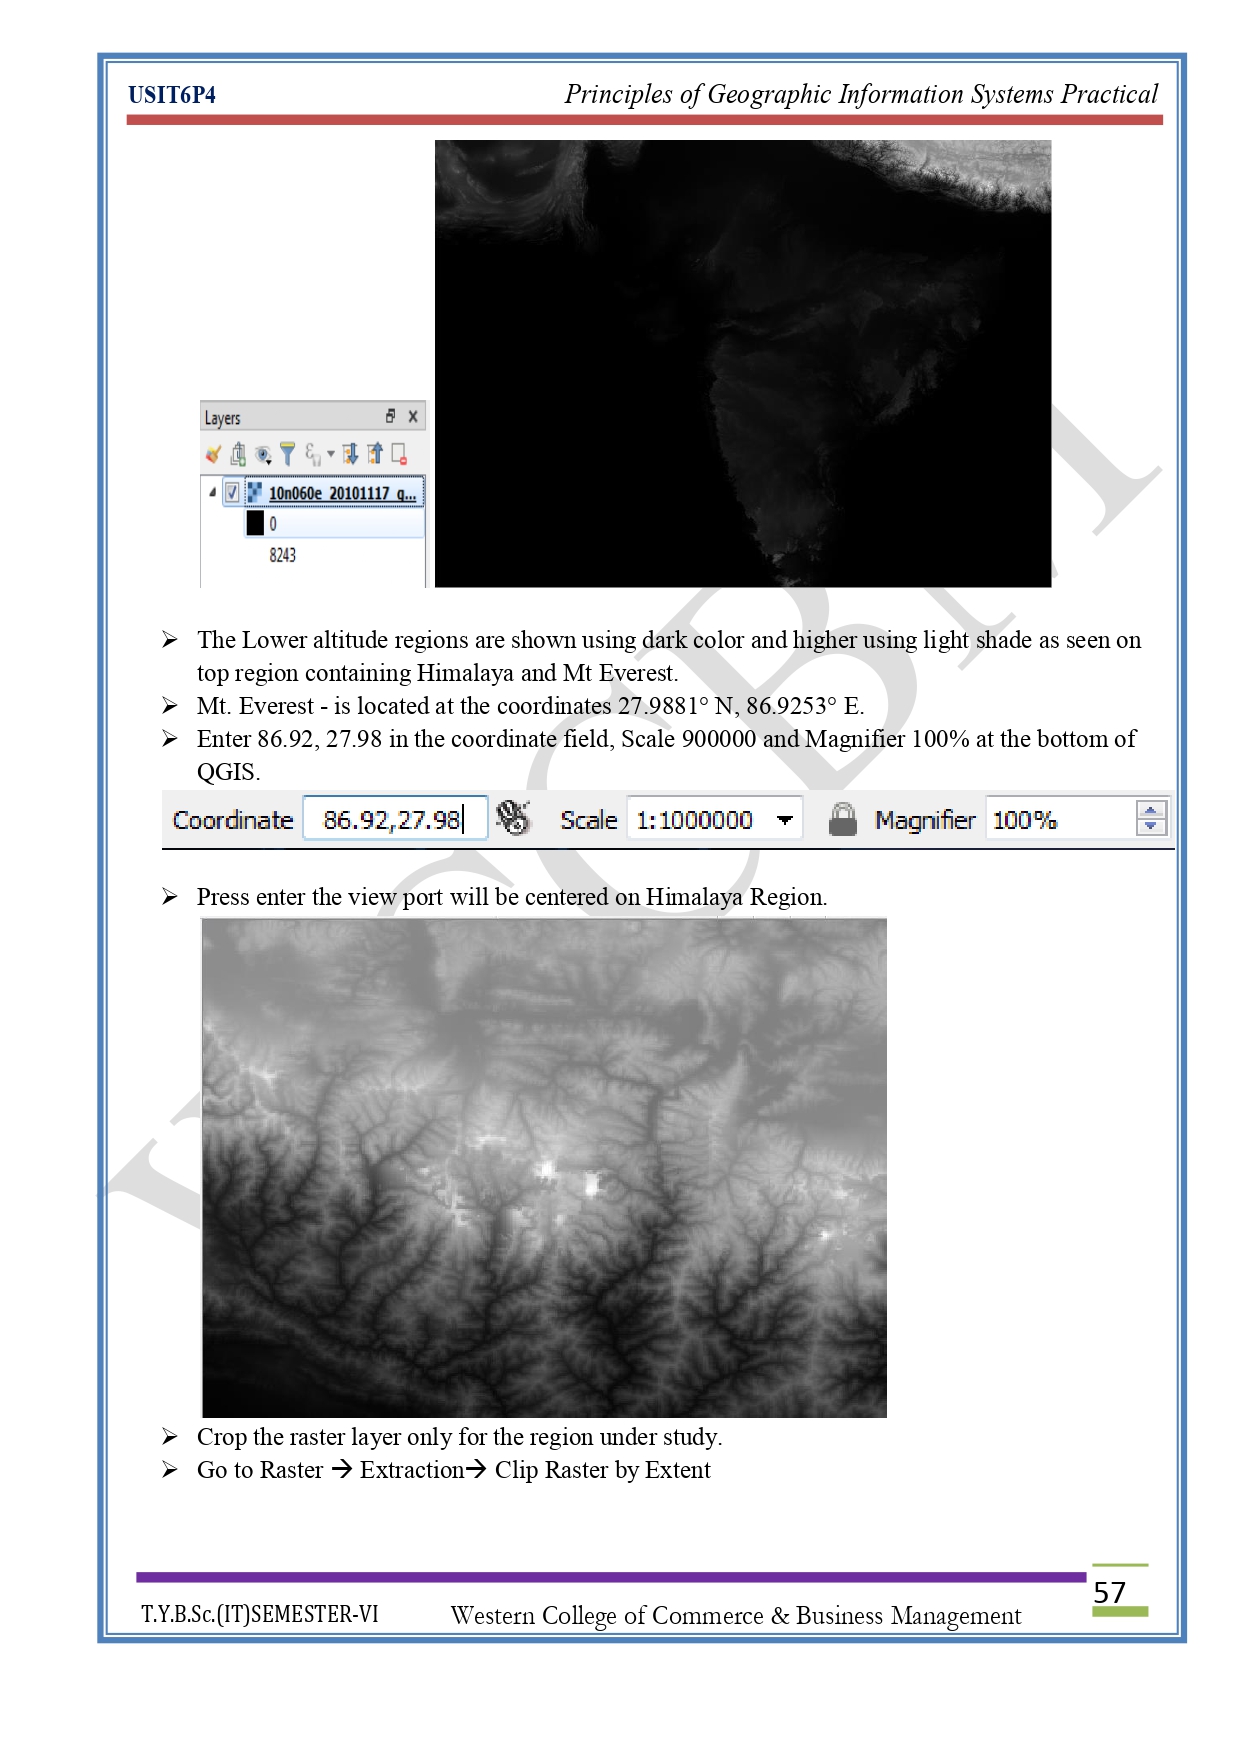 USIT6P4 Principles of Geographic Information Systems Practical
Layers
10n060e_20101117_g...
0
8243
➢ The Lower altitude regions are shown using dark color and higher using light shade as seen on
top region containing Himalaya and Mt Everest.
➢ Mt. Everest - is located at the coordinates 27.9881° N, 86.9253° E.
➢ Enter 86.92, 27.98 in the coordinate field, Scale 900000 and Magnifier 100% at the bottom of
QGIS.
Coordinate 86.92,27.98 Scale 1:1000000 Magnifier 100%
➢ Press enter the view port will be centered on Himalaya Region.
➢ Crop the raster layer only for the region under study.
➢ Go to Raster → Extraction→ Clip Raster by Extent
57
T.Y.B.Sc.(IT)SEMESTER-VI Western College of Commerce & Business Management